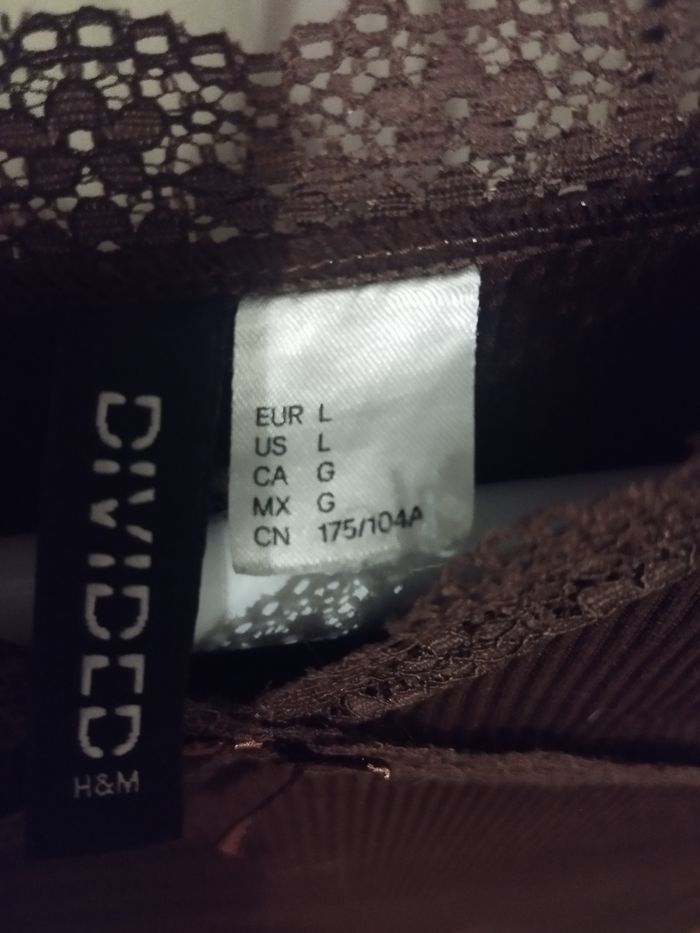 DIVIDED
H&M
EUR L
US L
CA G
MX G
CN 175/104A